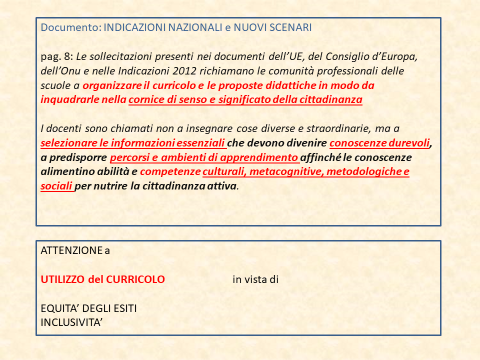 Documento: INDICAZIONI NAZIONALI e NUOVI SCENARI
pag. 8: Le sollecitazioni presenti nei documenti dell’UE, del Consiglio d’Europa,
dell’Onu e nelle Indicazioni 2012 richiamano le comunità professionali delle
scuole a organizzare il curricolo e le proposte didattiche in modo da
inquadrarle nella cornice di senso e significato della cittadinanza
I docenti sono chiamati non a insegnare cose diverse e straordinarie, ma a
selezionare le informazioni essenziali che devono divenire conoscenze durevoli,
a predisporre percorsi e ambienti di apprendimento affinché le conoscenze
alimentino abilità e competenze culturali, metacognitive, metodologiche e
sociali per nutrire la cittadinanza attiva.
ATTENZIONE a
UTILIZZO del CURRICOLO in vista di
EQUITA’ DEGLI ESITI
INCLUSIVITA’